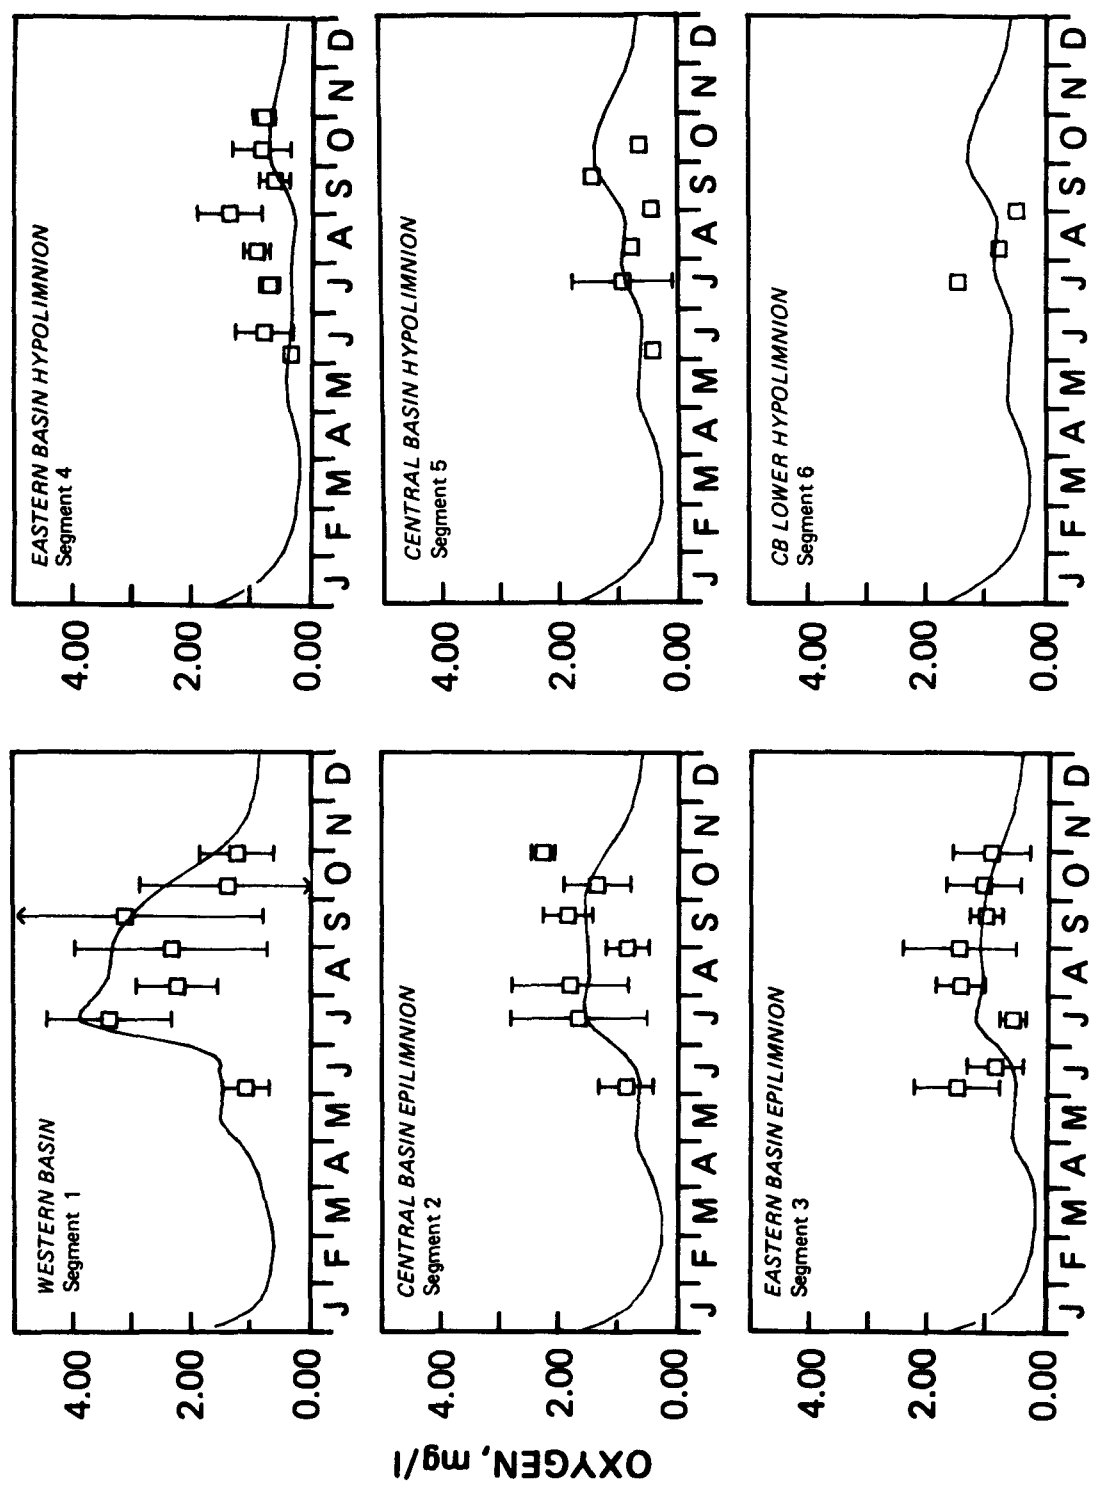 OXYGEN, mg/l
WESTERN BASIN
Segment 1
4.00
2.00
0.00
J F M A M J J A S O N D
CENTRAL BASIN EPILIMNION
Segment 2
4.00
2.00
0.00
J F M A M J J A S O N D
EASTERN BASIN EPILIMNION
Segment 3
4.00
2.00
0.00
J F M A M J J A S O N D
EASTERN BASIN HYPOLIMNION
Segment 4
4.00
2.00
0.00
J F M A M J J A S O N D
CENTRAL BASIN HYPOLIMNION
Segment 5
4.00
2.00
0.00
J F M A M J J A S O N D
CB LOWER HYPOLIMNION
Segment 6
4.00
2.00
0.00
J F M A M J J A S O N D